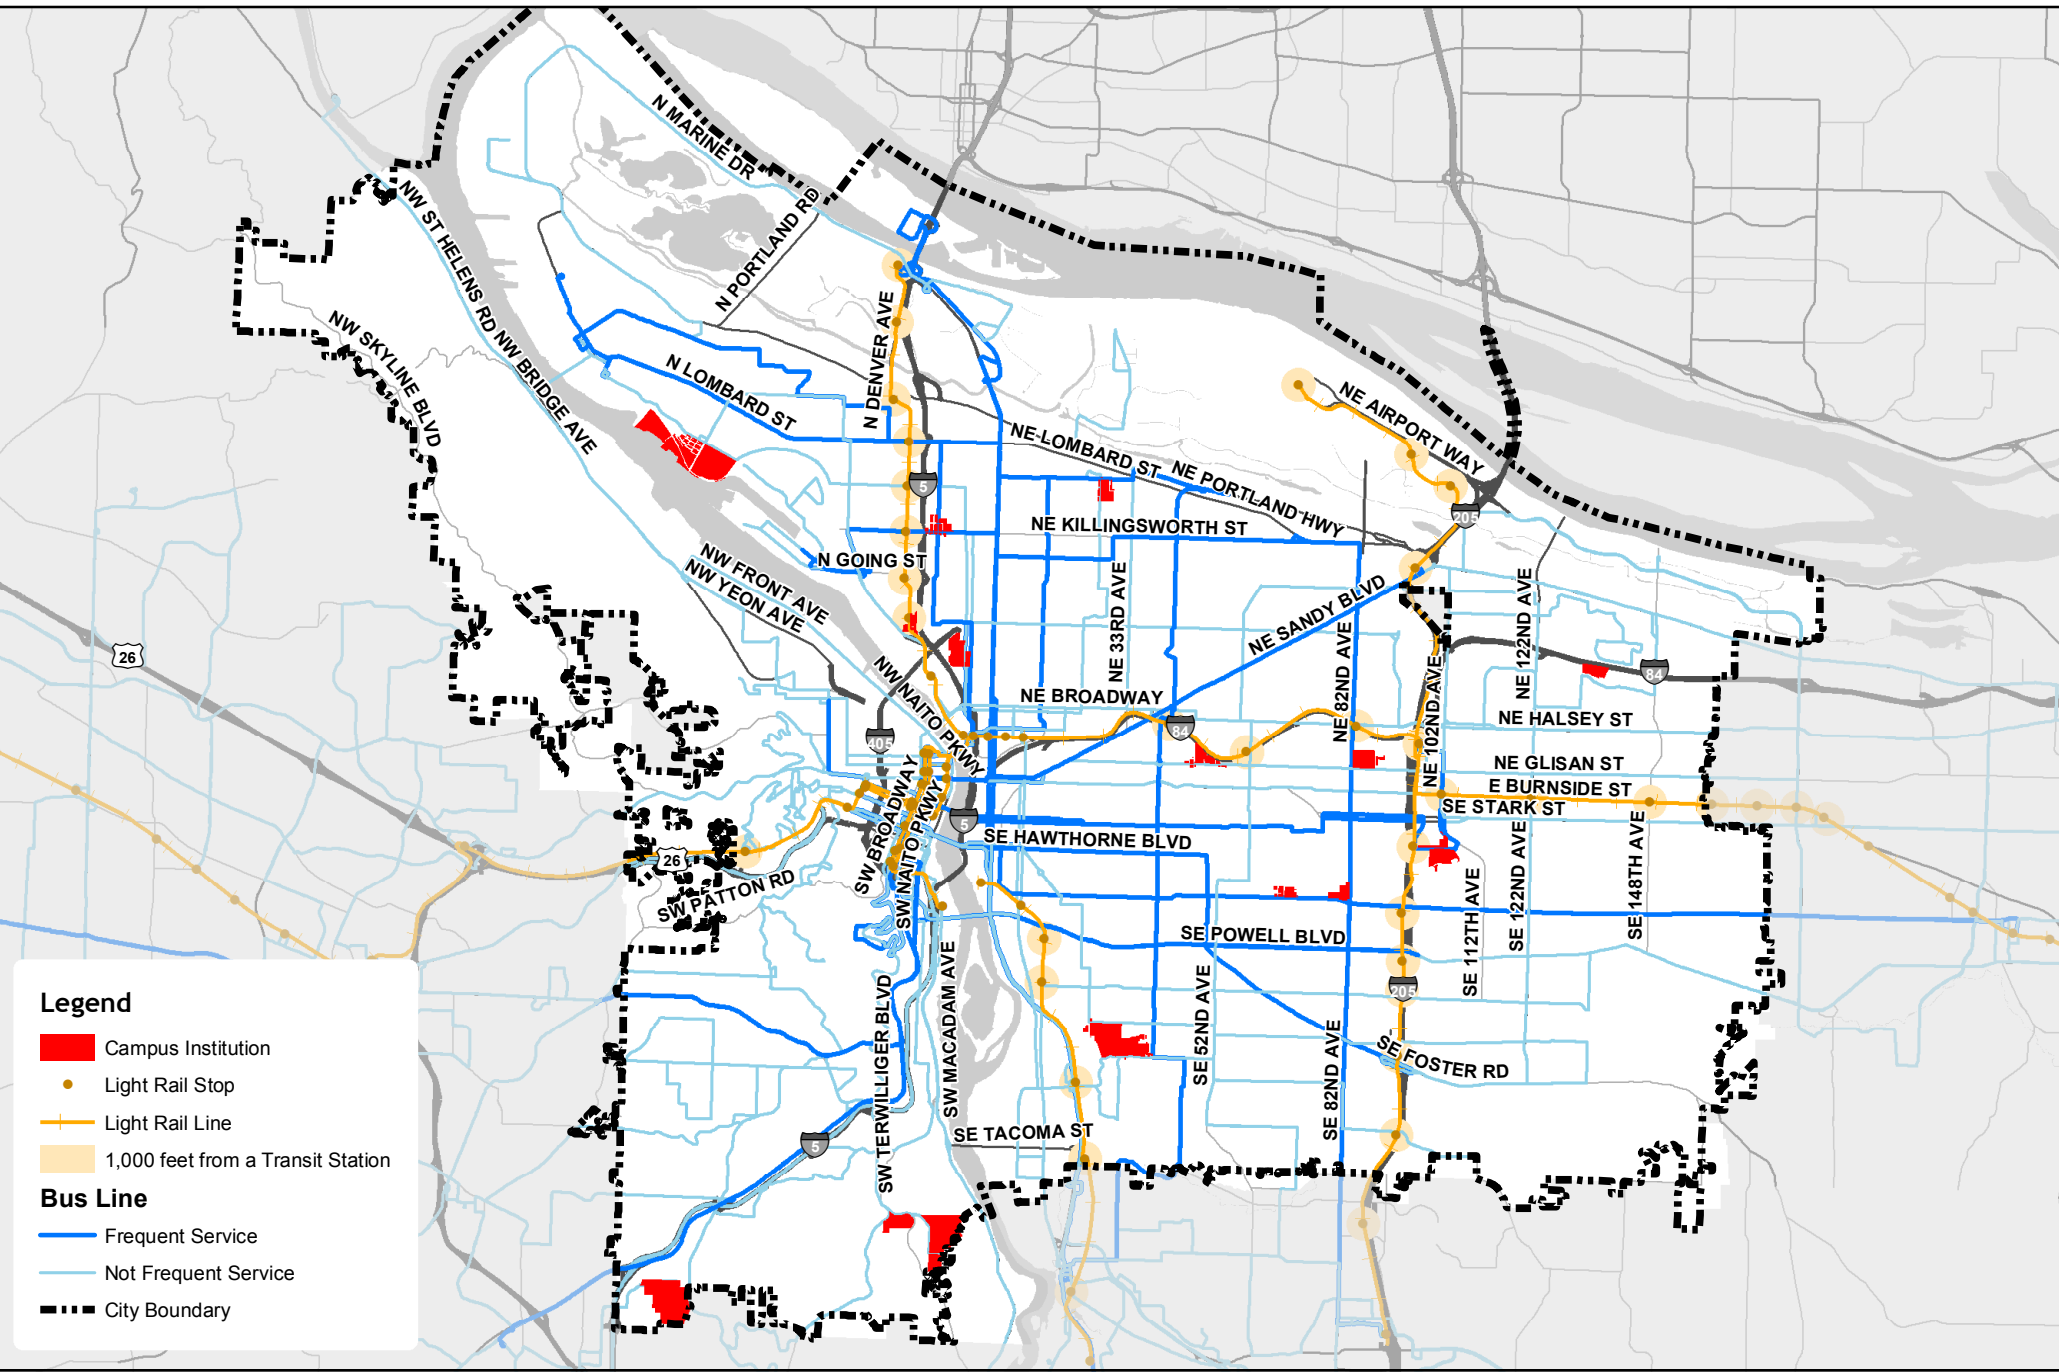 N MARINE DR
N PORTLAND RD
NW ST HELENS RD
NW BRIDGE AVE
NW SKYLINE BLVD
N LOMBARD ST
N DENVER AVE
NE AIRPORT WAY
NE LOMBARD ST
NE PORTLAND HWY
5
205
NE KILLINGSWORTH ST
N GOING ST
NW FRONT AVE
NW YEON AVE
NE 33RD AVE
NE SANDY BLVD
NE 122ND AVE
26
NE 82ND AVE
NE 102ND AVE
84
NW NAITO PKWY
NE BROADWAY
NE HALSEY ST
84
405
NE GLISAN ST
E BURNSIDE ST
SE STARK ST
SW BROADWAY
SW NAITO PKWY
5
SE HAWTHORNE BLVD
26
SW PATTON RD
SE 112TH AVE
SE 122ND AVE
SE 148TH AVE
SE POWELL BLVD
205
SW TERWILLIGER BLVD
SW MACADAM AVE
SE 52ND AVE
SE 82ND AVE
SE FOSTER RD
SE TACOMA ST
5
Legend
Campus Institution
Light Rail Stop
Light Rail Line
1,000 feet from a Transit Station
Bus Line
Frequent Service
Not Frequent Service
City Boundary